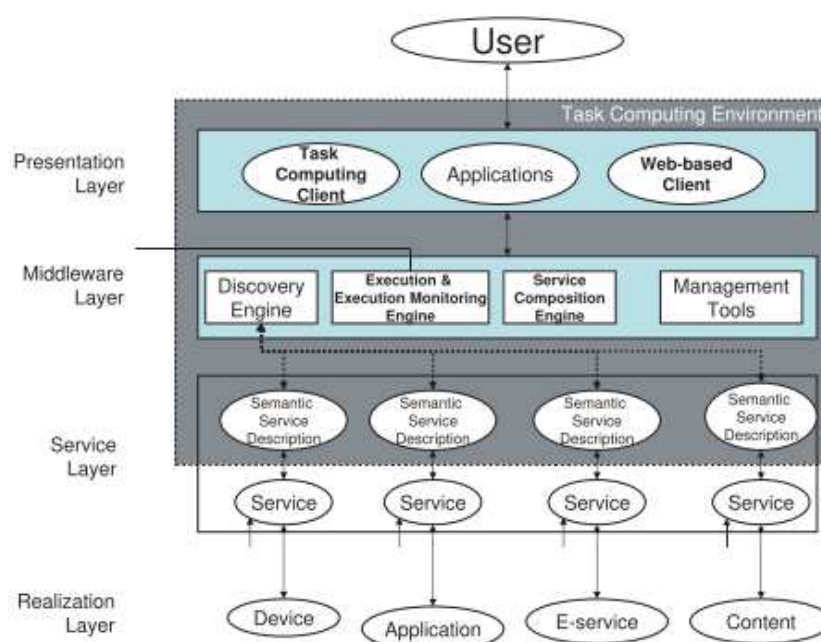 User
Task Computing Environment
Presentation
Layer
Task
Computing
Client
Applications
Web-based
Client
Middleware
Layer
Discovery
Engine
Execution &
Execution Monitoring
Engine
Service
Composition
Engine
Management
Tools
Service
Layer
Semantic
Service
Description
Semantic
Service
Description
Semantic
Service
Description
Semantic
Service
Description
Service
Service
Service
Service
Realization
Layer
Device
Application
E-service
Content